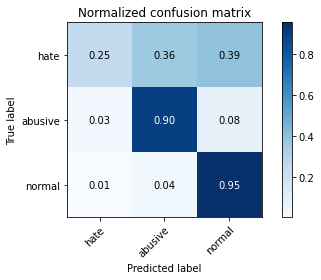 Normalized confusion matrix
True label
hate 0.25 0.36 0.39
abusive 0.03 0.90 0.08
normal 0.01 0.04 0.95
hate abusive normal
Predicted label
0.8
0.6
0.4
0.2